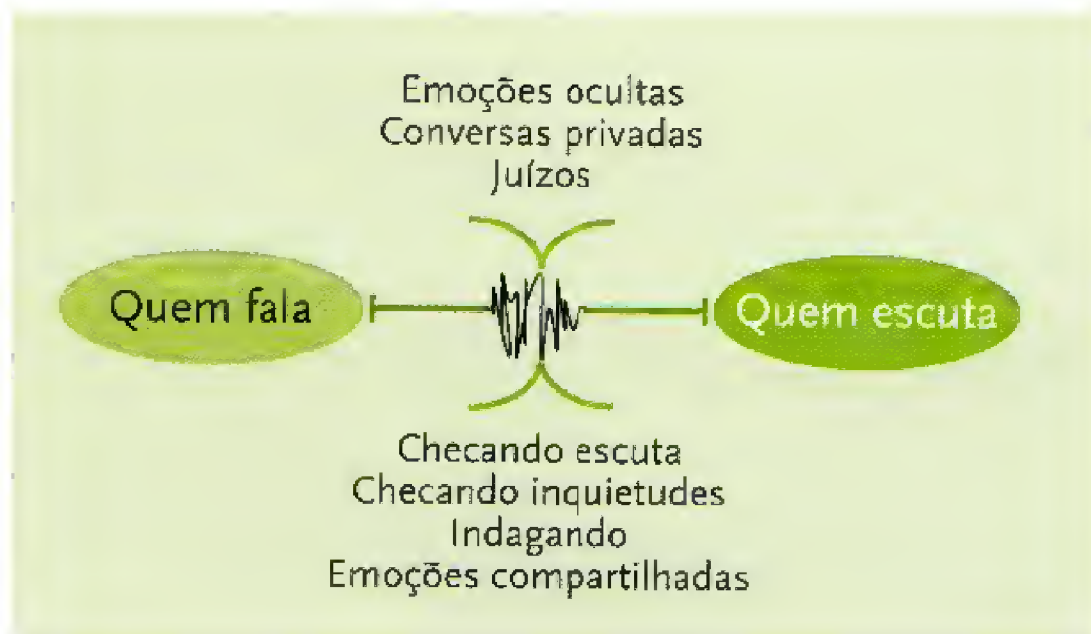 Emoções ocultas
Conversas privadas
Juízos
Quem fala
Quem escuta
Checando escuta
Checando inquietudes
Indagando
Emoções compartilhadas